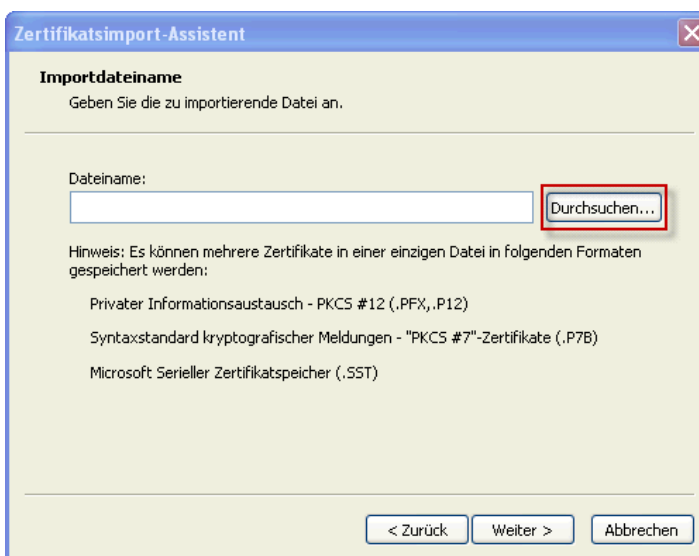 Zertifikatsimport-Assistent
Importdateiname
Geben Sie die zu importierende Datei an.
Dateiname:
Durchsuchen...
Hinweis: Es können mehrere Zertifikate in einer einzigen Datei in folgenden Formaten
gespeichert werden:
Privater Informationsaustausch - PKCS #12 (.PFX,.P12)
Syntaxstandard kryptografischer Meldungen - "PKCS #7"-Zertifikate (.P7B)
Microsoft Serieller Zertifikatspeicher (.SST)
< Zurück
Weiter >
Abbrechen